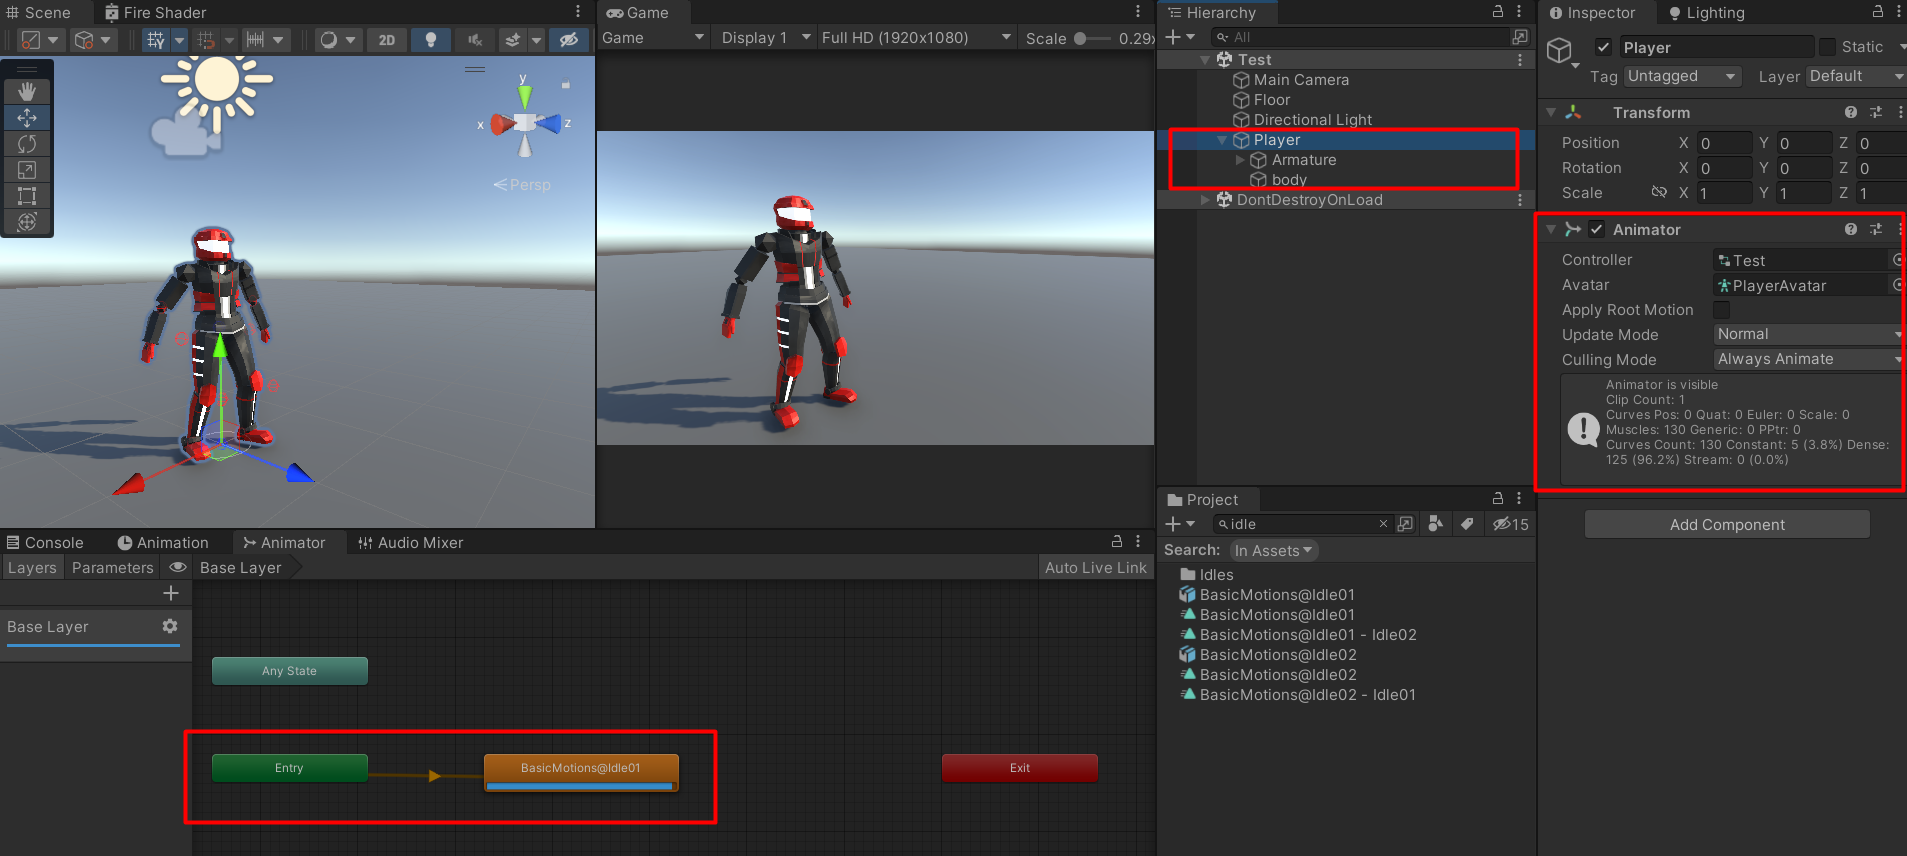 Scene
Fire Shader
2D
y
x
z
Persp
Game
Game
Display 1
Full HD (1920x1080)
Scale
0.29x
Hierarchy
All
Test
Main Camera
Floor
Directional Light
Player
Armature
body
DontDestroyOnLoad
Inspector
Lighting
Player
Static
Tag Untagged
Layer Default
Transform
Position X 0 Y 0 Z 0
Rotation X 0 Y 0 Z 0
Scale X 1 Y 1 Z 1
Animator
Controller Test
Avatar PlayerAvatar
Apply Root Motion
Update Mode Normal
Culling Mode Always Animate
Animator is visible
Clip Count: 1
Curves Pos: 0 Quat: 0 Euler: 0 Scale: 0
Muscles: 130 Generic: 0 PPtr: 0
Curves Count: 130 Constant: 5 (3.8%) Dense:
125 (96.2%) Stream: 0 (0.0%)
Add Component
Console
Animation
Animator
Audio Mixer
Layers
Parameters
Base Layer
Auto Live Link
Base Layer
Any State
Entry
BasicMotions@Idle01
Exit
Project
idle
15
Search: In Assets
Idles
BasicMotions@Idle01
BasicMotions@Idle01
BasicMotions@Idle01 - Idle02
BasicMotions@Idle02
BasicMotions@Idle02
BasicMotions@Idle02 - Idle01